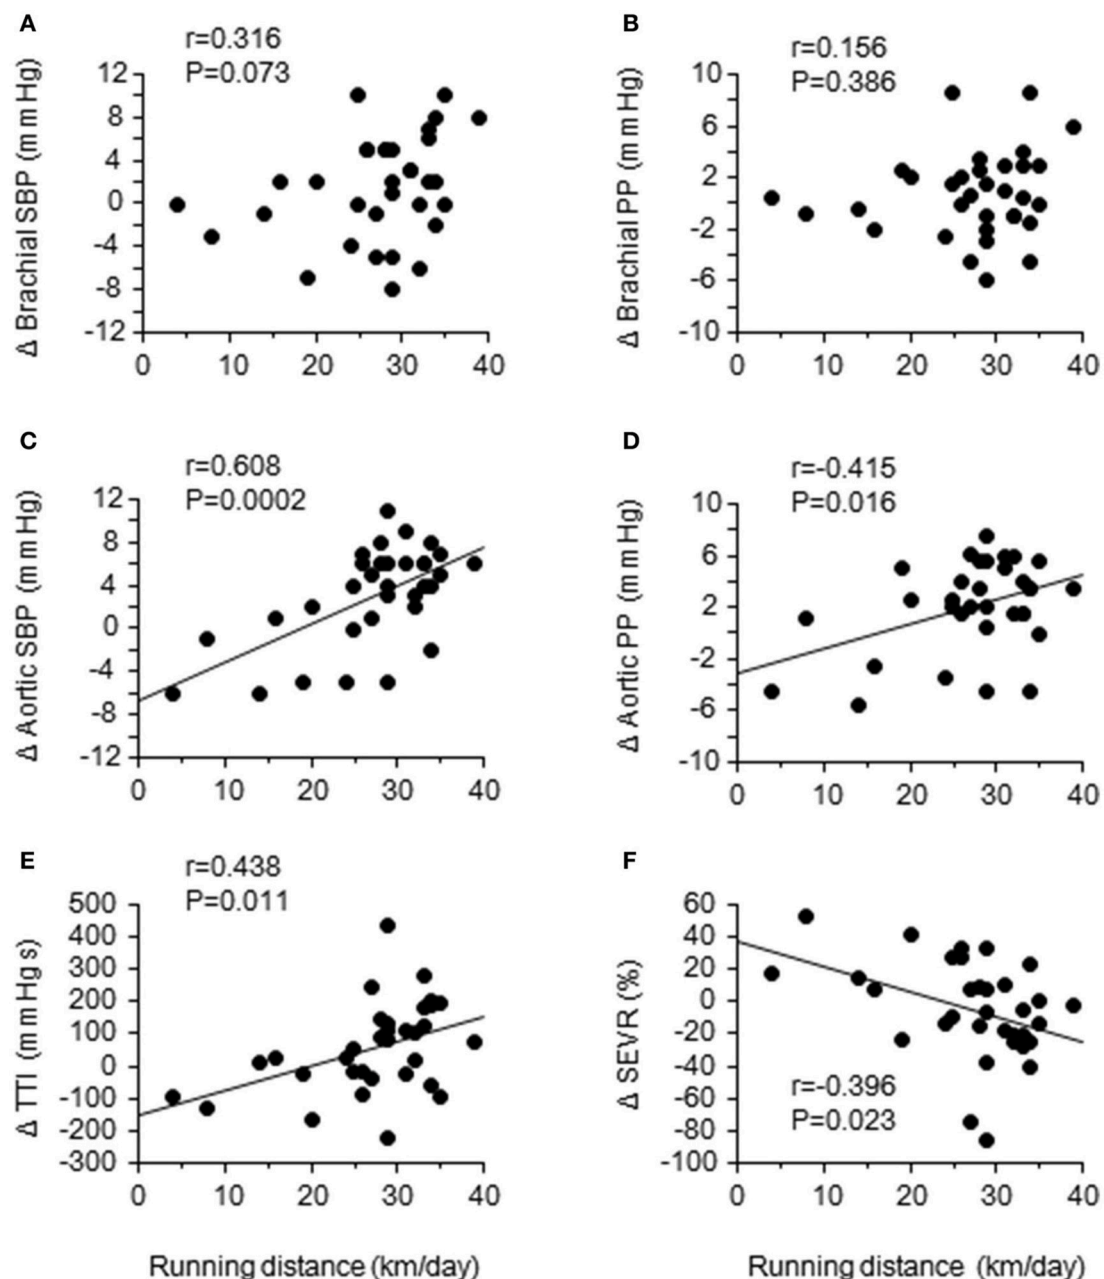 A
r=0.316
P=0.073
Δ Brachial SBP (mmHg)
12
8
4
0
-4
-8
-12
0 10 20 30 40
B
r=0.156
P=0.386
Δ Brachial PP (mmHg)
10
6
2
-2
-6
-10
0 10 20 30 40
C
r=0.608
P=0.0002
Δ Aortic SBP (mmHg)
12
8
4
0
-4
-8
-12
0 10 20 30 40
D
r=-0.415
P=0.016
Δ Aortic PP (mmHg)
10
6
2
-2
-6
-10
0 10 20 30 40
E
r=0.438
P=0.011
Δ TTI (mmHg s)
500
400
300
200
100
0
-100
-200
-300
0 10 20 30 40
Running distance (km/day)
F
Δ SEVR (%)
60
40
20
0
-20
-40
-60
-80
-100
r=-0.396
P=0.023
0 10 20 30 40
Running distance (km/day)